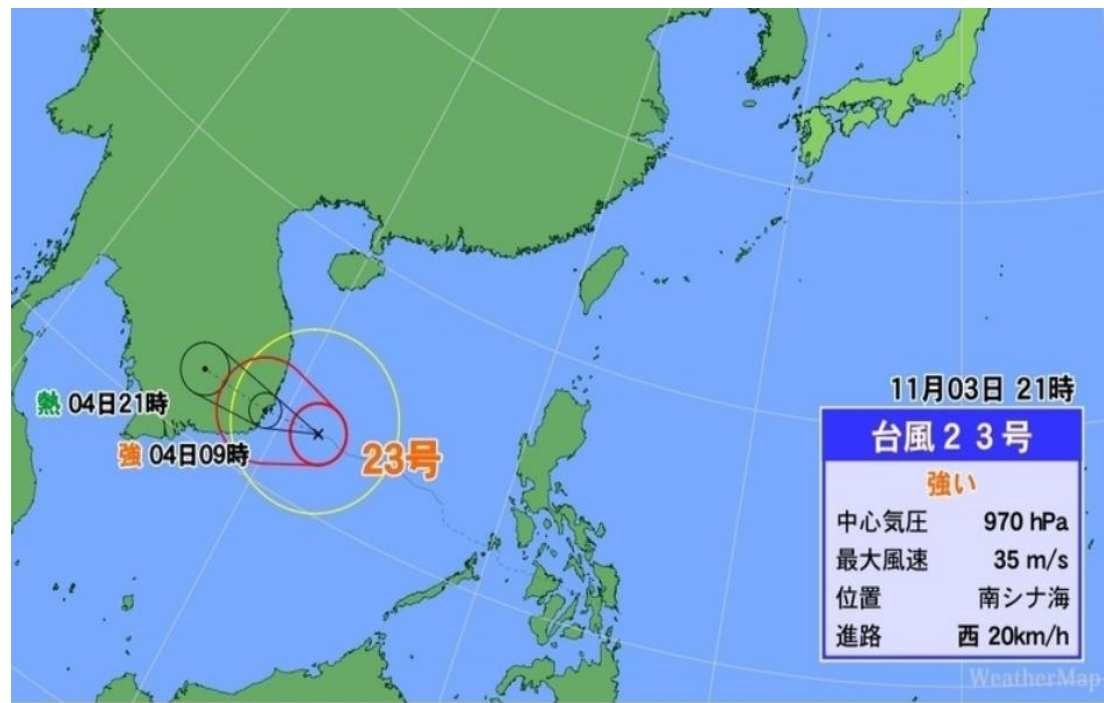 熱 04日21時
強 04日09時
23号
11月03日 21時
台風２３号
強い
中心気圧 970 hPa
最大風速 35 m/s
位置 南シナ海
進路 西 20km/h
WeatherMap